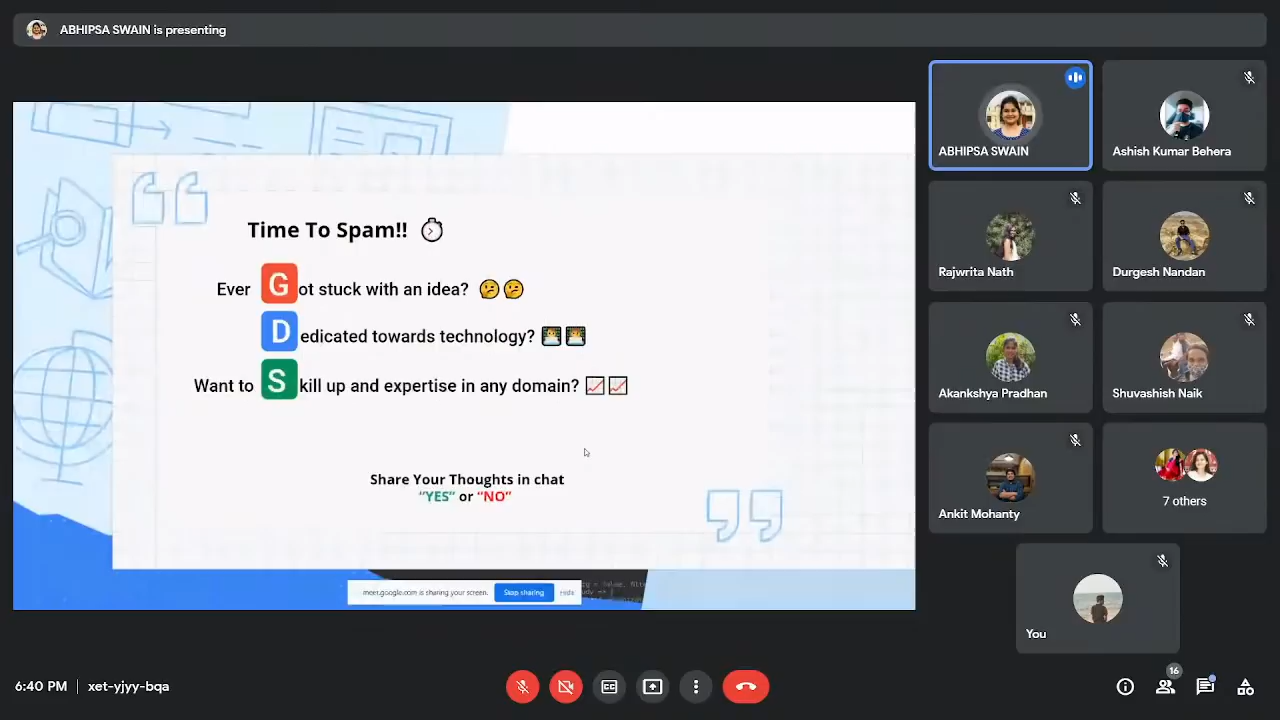 ABHIPSA SWAIN is presenting
Time To Spam!!
Ever Got stuck with an idea?
Dedicated towards technology?
Want to Skill up and expertise in any domain?
Share Your Thoughts in chat
“YES” or “NO”
meet.google.com is sharing your screen. Stop sharing Hide
ABHIPSA SWAIN
Ashish Kumar Behera
Rajwrita Nath
Durgesh Nandan
Akankshya Pradhan
Shuvashish Naik
Ankit Mohanty
7 others
You
6:40 PM | xet-yjyy-bqa
16